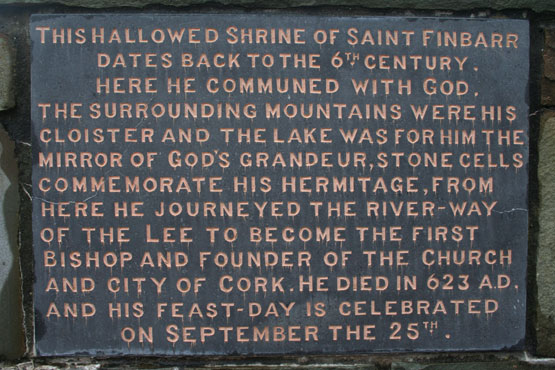 THIS HALLOWED SHRINE OF SAINT FINBARR
DATES BACK TO THE 6TH CENTURY.
HERE HE COMMUNED WITH GOD.
THE SURROUNDING MOUNTAINS WERE HIS
CLOISTER AND THE LAKE WAS FOR HIM THE
MIRROR OF GOD'S GRANDEUR, STONE CELLS
COMMEMORATE HIS HERMITAGE, FROM
HERE HE JOURNEYED THE RIVER-WAY
OF THE LEE TO BECOME THE FIRST
BISHOP AND FOUNDER OF THE CHURCH
AND CITY OF CORK. HE DIED IN 623 A.D.
AND HIS FEAST-DAY IS CELEBRATED
ON SEPTEMBER THE 25TH.